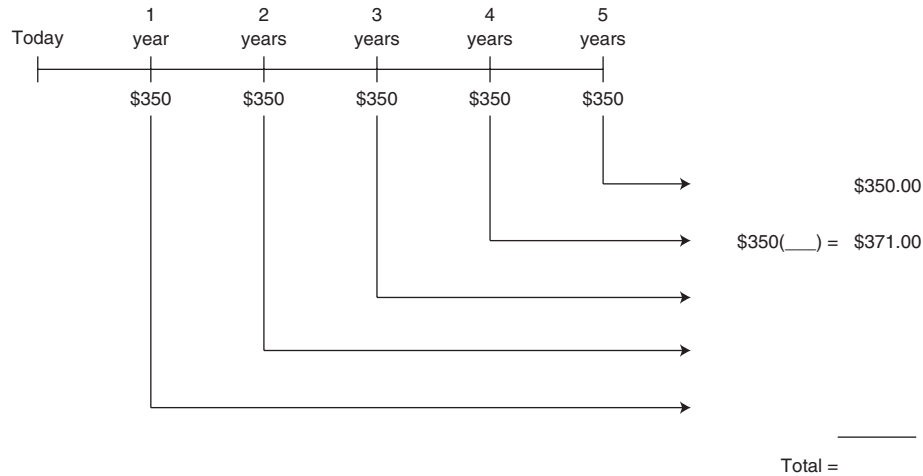 1 2 3 4 5
Today year years years years years
$350 $350 $350 $350 $350
$350.00
$350(___) = $371.00
Total =